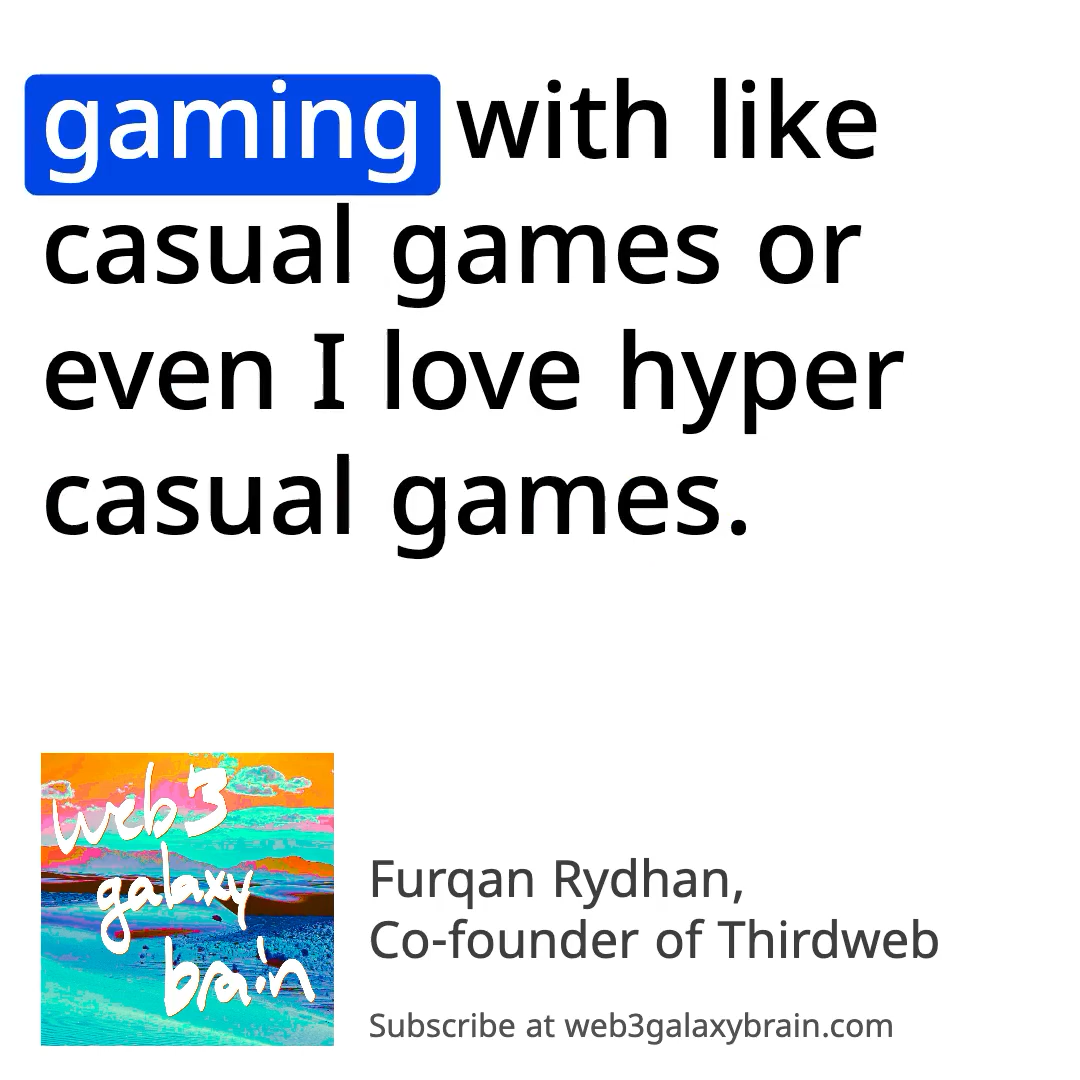 gaming with like
casual games or
even I love hyper
casual games.
web3
galaxy
brain
Furqan Rydhan,
Co-founder of Thirdweb
Subscribe at web3galaxybrain.com